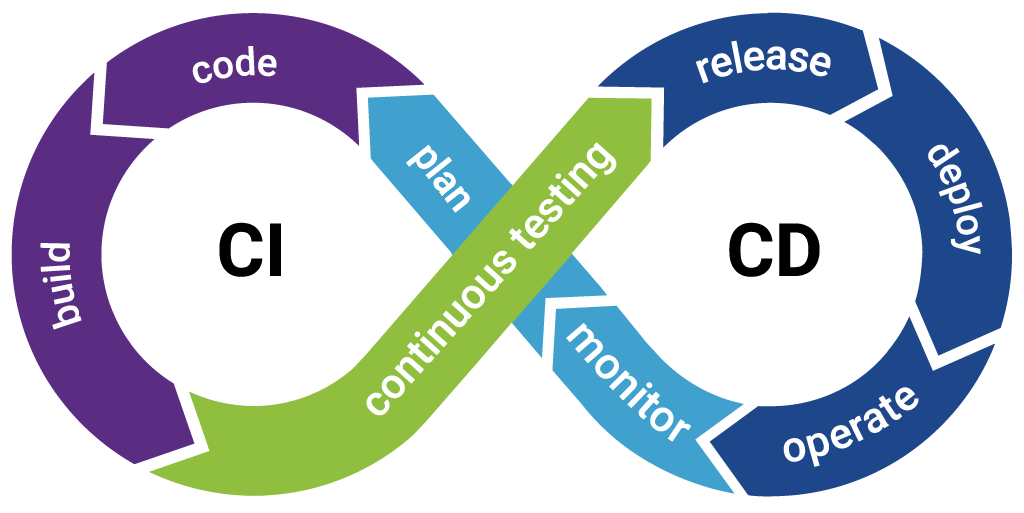 code
release
plan
continuous testing
deploy
build
CI
CD
monitor
operate